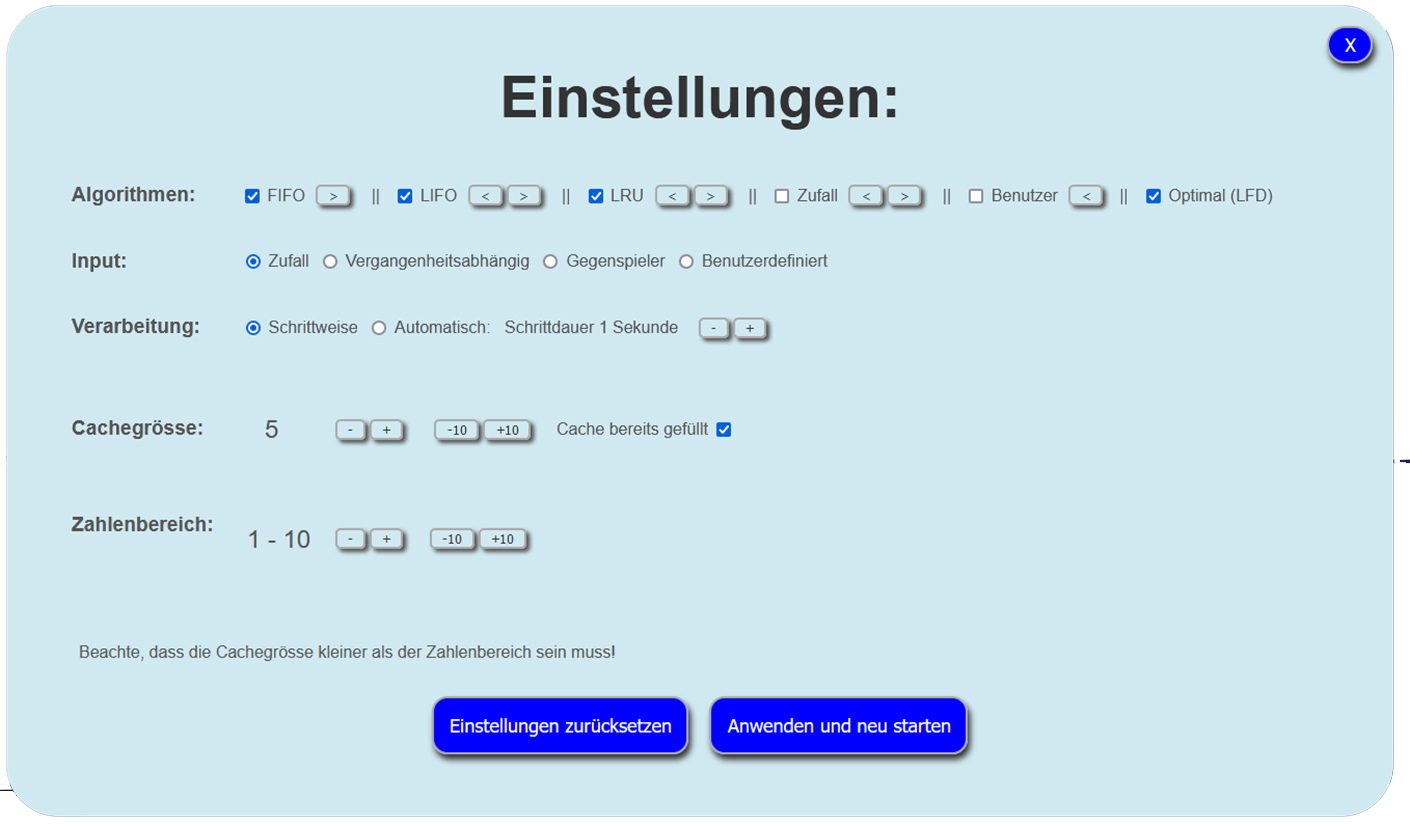 X
Einstellungen:
Algorithmen: FIFO > || LIFO < > || LRU < > || Zufall < > || Benutzer < || Optimal (LFD)
Input: Zufall Vergangenheitsabhängig Gegenspieler Benutzerdefiniert
Verarbeitung: Schrittweise Automatisch: Schrittdauer 1 Sekunde - +
Cachegrösse: 5 - + -10 +10 Cache bereits gefüllt
Zahlenbereich: 1 - 10 - + -10 +10
Beachte, dass die Cachegrösse kleiner als der Zahlenbereich sein muss!
Einstellungen zurücksetzen Anwenden und neu starten